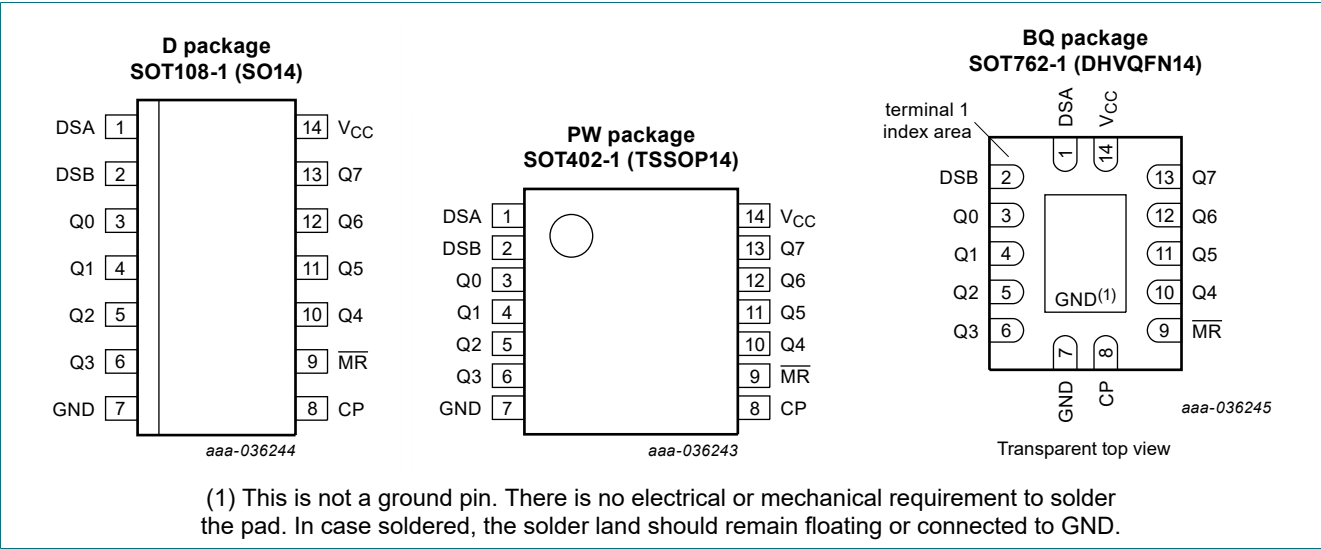 D package
SOT108-1 (SO14)
DSA 1
DSB 2
Q0 3
Q1 4
Q2 5
Q3 6
GND 7
14 VCC
13 Q7
12 Q6
11 Q5
10 Q4
9 M̅R̅
8 CP
aaa-036244
PW package
SOT402-1 (TSSOP14)
DSA 1
DSB 2
Q0 3
Q1 4
Q2 5
Q3 6
GND 7
14 VCC
13 Q7
12 Q6
11 Q5
10 Q4
9 M̅R̅
8 CP
aaa-036243
BQ package
SOT762-1 (DHVQFN14)
terminal 1
index area
DSA 1
VCC 14
DSB 2
Q0 3
Q1 4
Q2 5
Q3 6
13 Q7
12 Q6
11 Q5
10 Q4
9 M̅R̅
GND(1)
7 GND
8 CP
aaa-036245
Transparent top view
(1) This is not a ground pin. There is no electrical or mechanical requirement to solder
the pad. In case soldered, the solder land should remain floating or connected to GND.